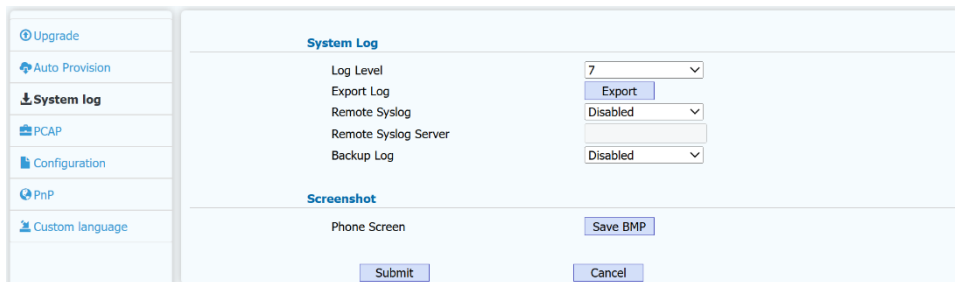 Upgrade
Auto Provision
System log
PCAP
Configuration
PnP
Custom language
System Log
Log Level 7
Export Log Export
Remote Syslog Disabled
Remote Syslog Server
Backup Log Disabled
Screenshot
Phone Screen Save BMP
Submit Cancel